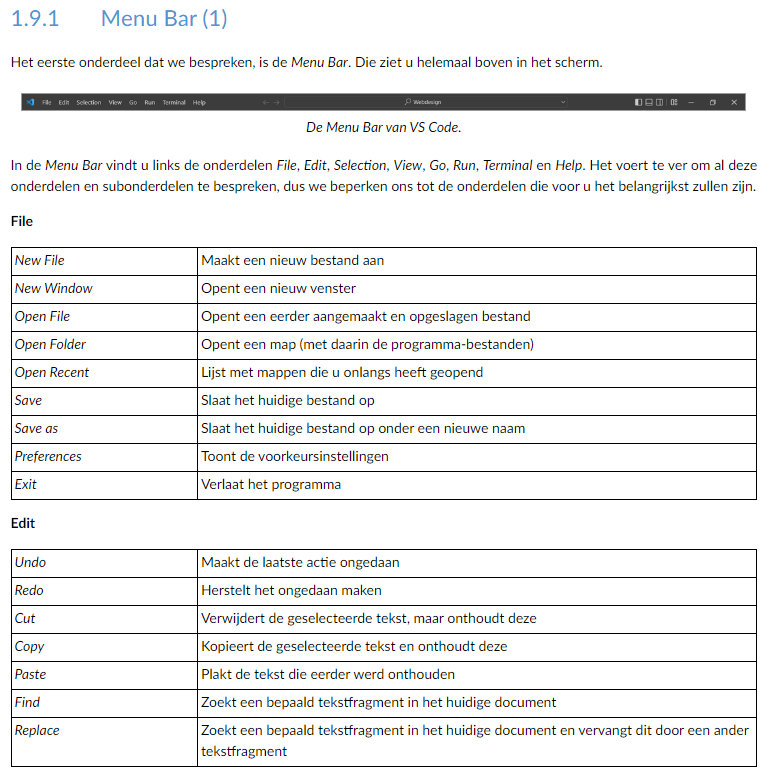 1.9.1 Menu Bar (1)
Het eerste onderdeel dat we bespreken, is de Menu Bar. Die ziet u helemaal boven in het scherm.
File Edit Selection View Go Run Terminal Help Webdesign
De Menu Bar van VS Code.
In de Menu Bar vindt u links de onderdelen File, Edit, Selection, View, Go, Run, Terminal en Help. Het voert te ver om al deze
onderdelen en subonderdelen te bespreken, dus we beperken ons tot de onderdelen die voor u het belangrijkst zullen zijn.
File
New File Maakt een nieuw bestand aan
New Window Opent een nieuw venster
Open File Opent een eerder aangemaakt en opgeslagen bestand
Open Folder Opent een map (met daarin de programma-bestanden)
Open Recent Lijst met mappen die u onlangs heeft geopend
Save Slaat het huidige bestand op
Save as Slaat het huidige bestand op onder een nieuwe naam
Preferences Toont de voorkeursinstellingen
Exit Verlaat het programma
Edit
Undo Maakt de laatste actie ongedaan
Redo Herstelt het ongedaan maken
Cut Verwijdert de geselecteerde tekst, maar onthoudt deze
Copy Kopieert de geselecteerde tekst en onthoudt deze
Paste Plakt de tekst die eerder werd onthouden
Find Zoekt een bepaald tekstfragment in het huidige document
Replace Zoekt een bepaald tekstfragment in het huidige document en vervangt dit door een ander
tekstfragment